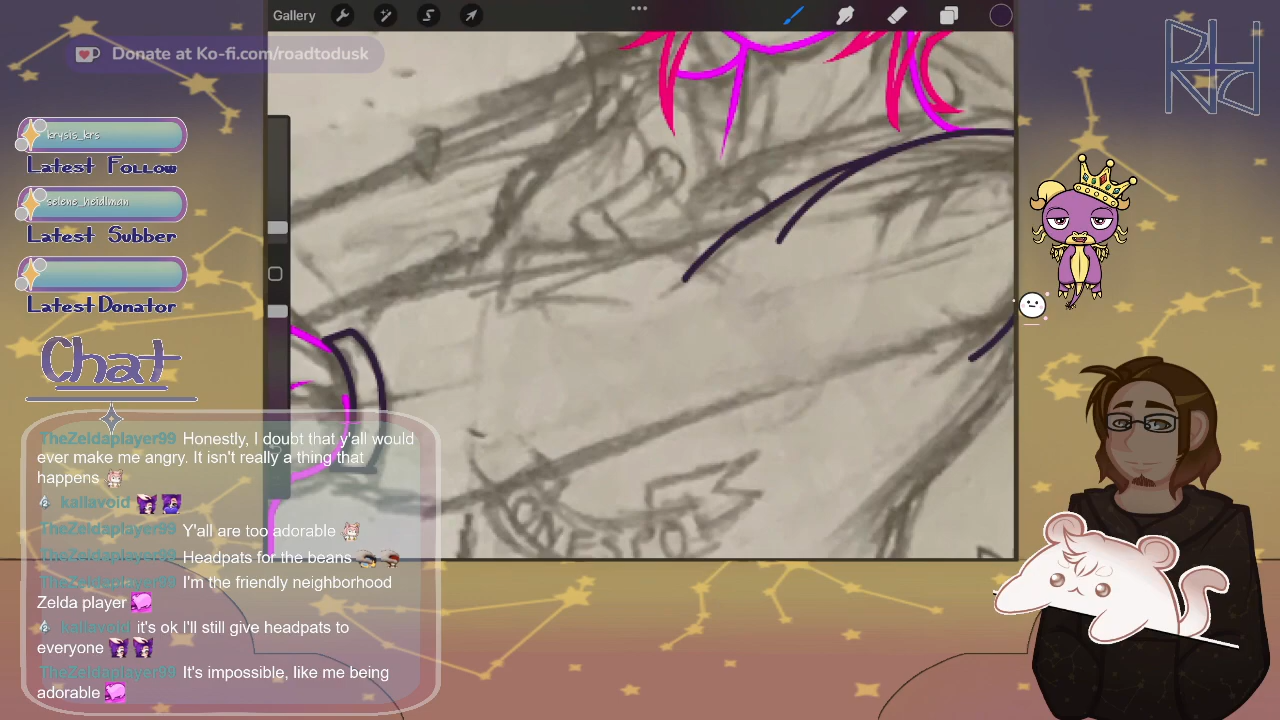 Gallery
Donate at Ko-fi.com/roadtodusk
RtD
krysis_krs
Latest Follow
selene_heidlman
Latest Subber
Latest Donator
Chat
TheZeldaplayer99 Honestly, I doubt that y'all would
ever make me angry. It isn't really a thing that
happens
kallavoid
TheZeldaplayer99 Y'all are too adorable
TheZeldaplayer99 Headpats for the beans
TheZeldaplayer99 I'm the friendly neighborhood
Zelda player
kallavoid it's ok I'll still give headpats to
everyone
TheZeldaplayer99 It's impossible, like me being
adorable